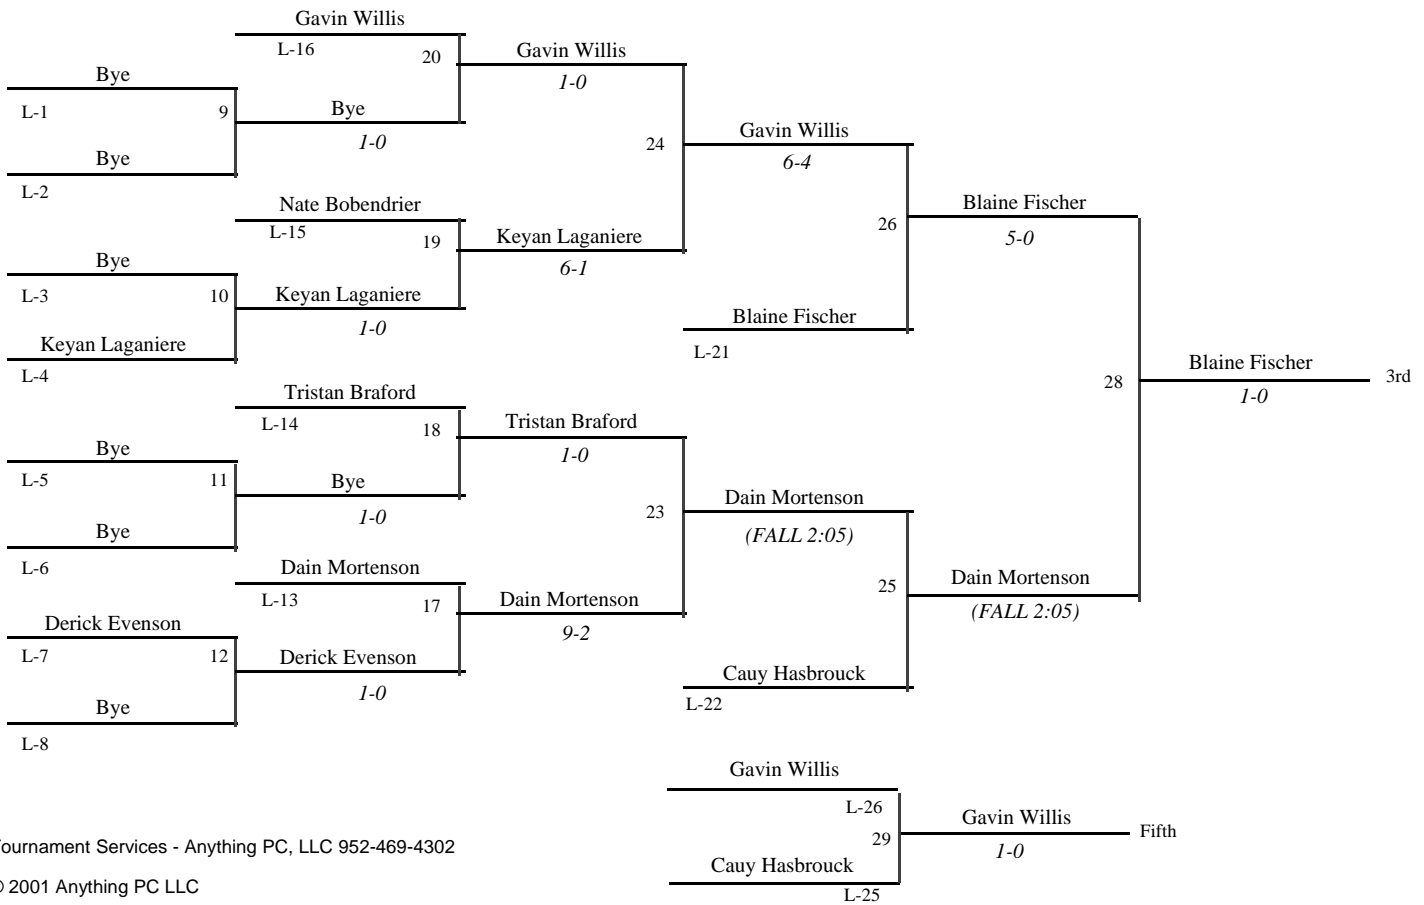 Gavin Willis
L-16
20
Gavin Willis
1-0
Bye
L-1
9
Bye
1-0
Bye
L-2
24
Gavin Willis
6-4
Nate Bobendrier
L-15
19
Keyan Laganiere
6-1
26
Blaine Fischer
5-0
Bye
L-3
10
Keyan Laganiere
1-0
Keyan Laganiere
L-4
Blaine Fischer
L-21
28
Blaine Fischer
1-0
3rd
Tristan Braford
L-14
18
Tristan Braford
1-0
Bye
L-5
11
Bye
1-0
Bye
L-6
23
Dain Mortenson
(FALL 2:05)
Dain Mortenson
L-13
17
Dain Mortenson
9-2
25
Dain Mortenson
(FALL 2:05)
Derick Evenson
L-7
12
Derick Evenson
1-0
Bye
L-8
Cauy Hasbrouck
L-22
Gavin Willis
L-26
29
Gavin Willis
1-0
Fifth
Cauy Hasbrouck
L-25
ournament Services - Anything PC, LLC 952-469-4302
© 2001 Anything PC LLC